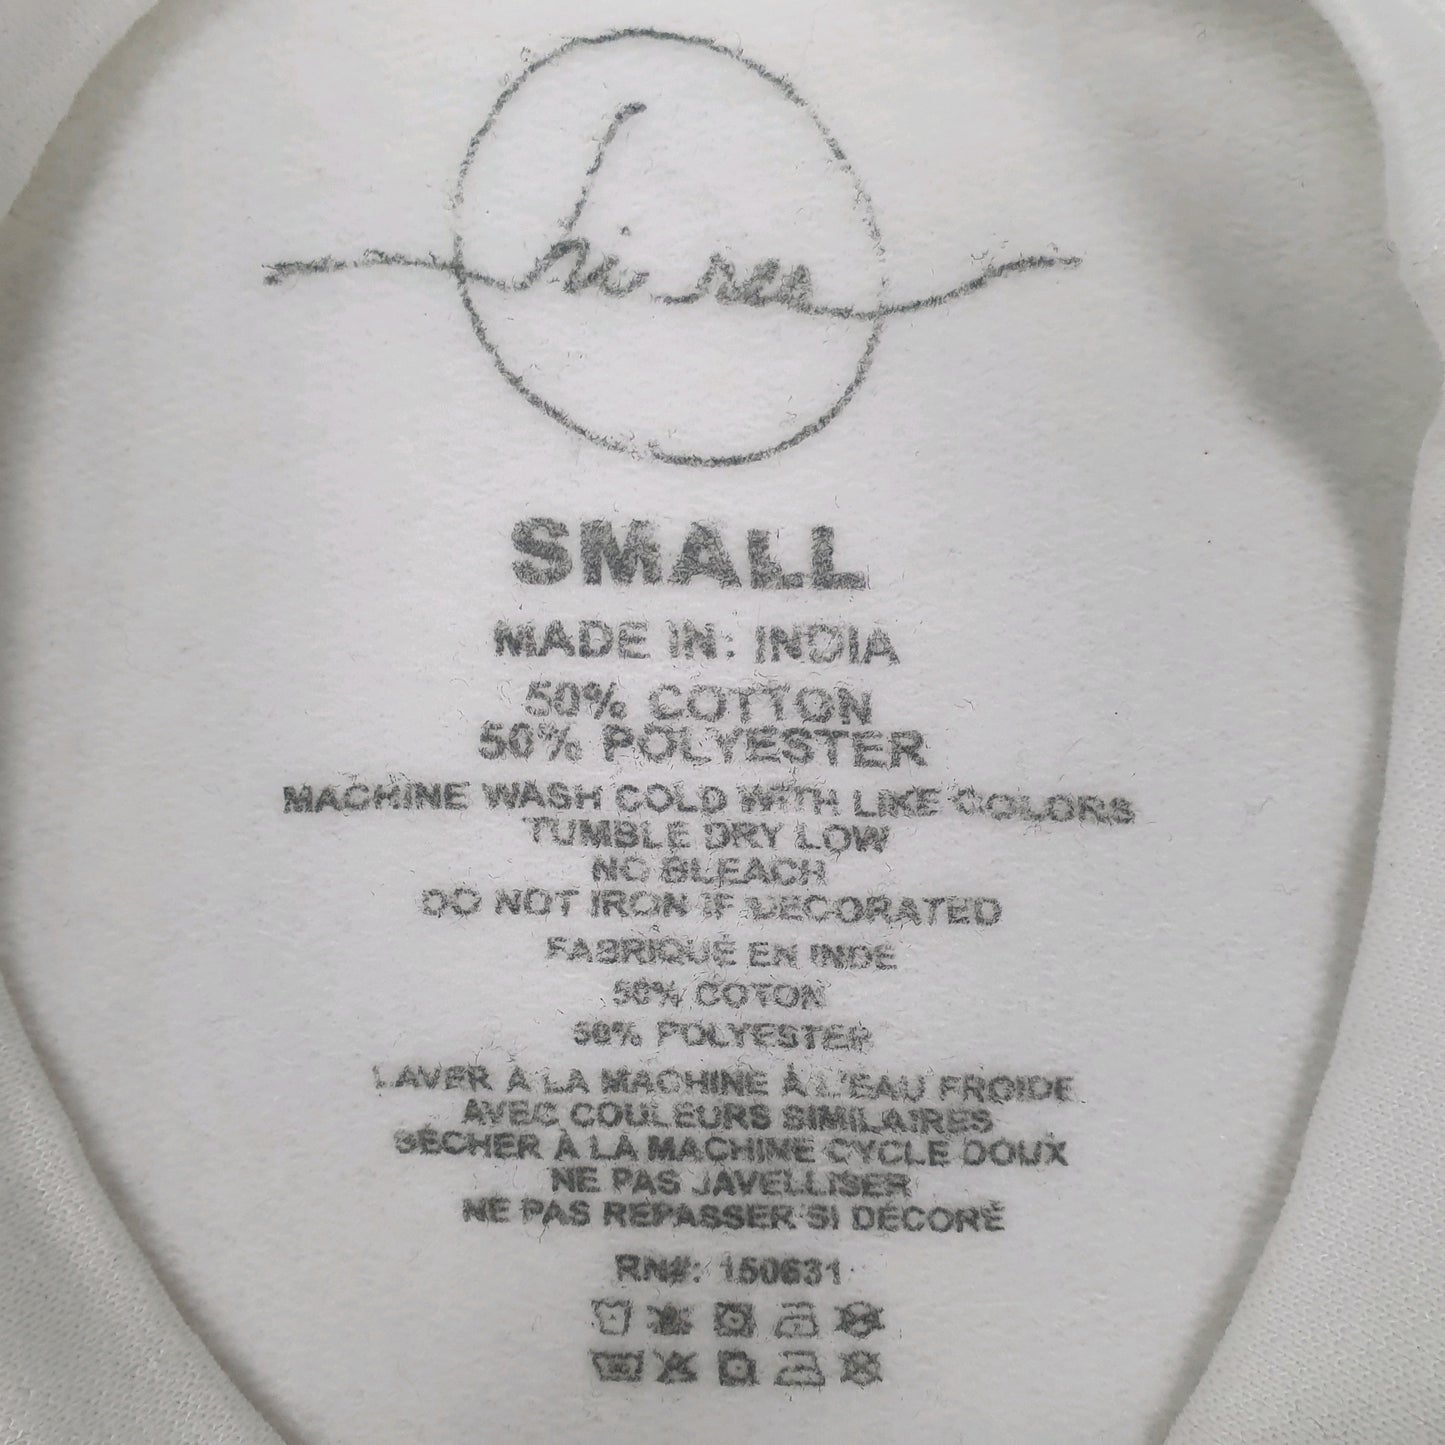 hi res
SMALL
MADE IN: INDIA
50% COTTON
50% POLYESTER
MACHINE WASH COLD WITH LIKE COLORS
TUMBLE DRY LOW
NO BLEACH
DO NOT IRON IF DECORATED
FABRIQUÉ EN INDE
50% COTON
50% POLYESTER
LAVER À LA MACHINE À L'EAU FROIDE
AVEC COULEURS SIMILAIRES
SÉCHER À LA MACHINE CYCLE DOUX
NE PAS JAVELLISER
NE PAS REPASSER SI DÉCORÉ
RN#: 150631